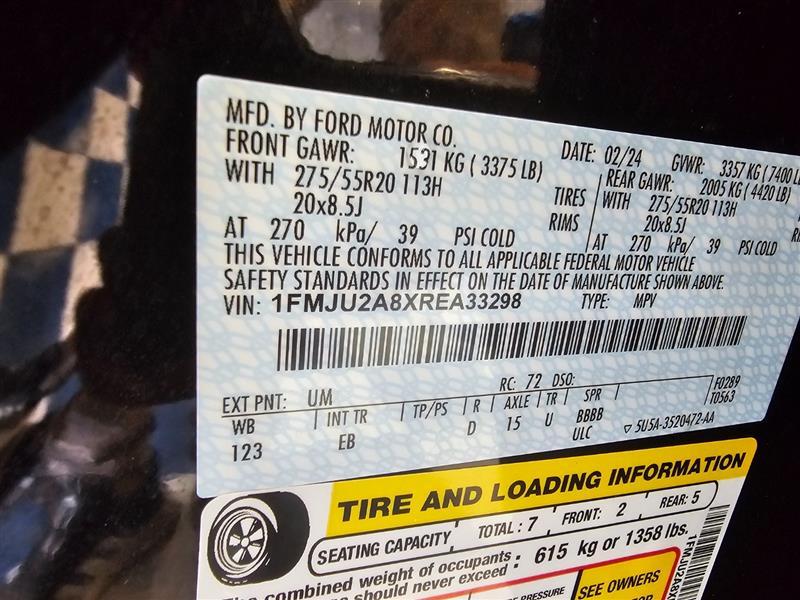 MFD. BY FORD MOTOR CO.
DATE: 02/24 GVWR: 3357 KG ( 7400 L
FRONT GAWR: 1531 KG ( 3375 LB)
WITH 275/55R20 113H TIRES
20x8.5J RIMS
AT 270 kPa/ 39 PSI COLD
REAR GAWR: 2005 KG ( 4420 LB)
WITH 275/55R20 113H
20x8.5J
AT 270 kPa/ 39 PSI COLD
THIS VEHICLE CONFORMS TO ALL APPLICABLE FEDERAL MOTOR VEHICLE
SAFETY STANDARDS IN EFFECT ON THE DATE OF MANUFACTURE SHOWN ABOVE.
VIN: 1FMJU2A8XREA33298 TYPE: MPV
EXT PNT: UM RC: 72 DSO: F0289
T0563
WB INT TR TP/PS R AXLE TR SPR
123 EB D 15 U BBBB
ULC ▽ 5U5A-3520472-AA
TIRE AND LOADING INFORMATION
SEATING CAPACITY TOTAL : 7 FRONT: 2 REAR: 5
The combined weight of occupants
should never exceed : 615 kg or 1358 lbs.
PRESSURE
SEE OWNERS
1FMJU2A8X